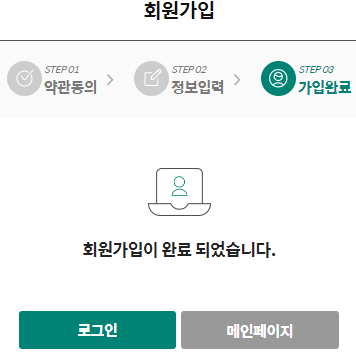 회원가입
STEP 01
약관동의
STEP 02
정보입력
STEP 03
가입완료
회원가입이 완료 되었습니다.
로그인
메인페이지